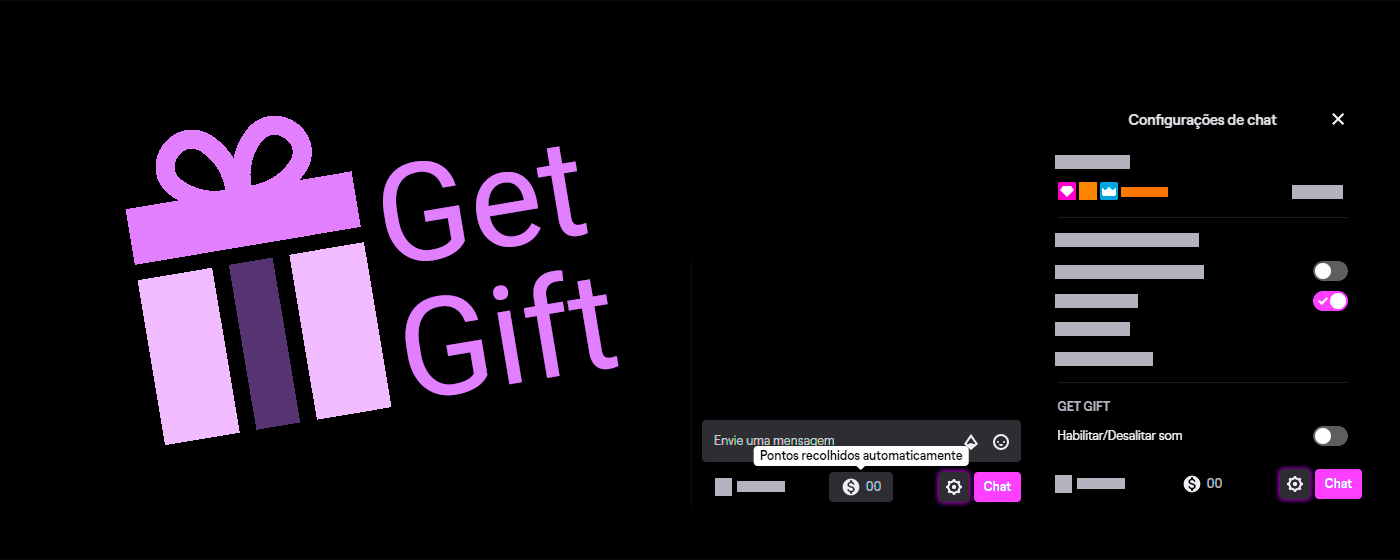 Get
Gift
Envie uma mensagem
Pontos recolhidos automaticamente
00
Chat
Configurações de chat
GET GIFT
Habilitar/Desalitar som
00
Chat